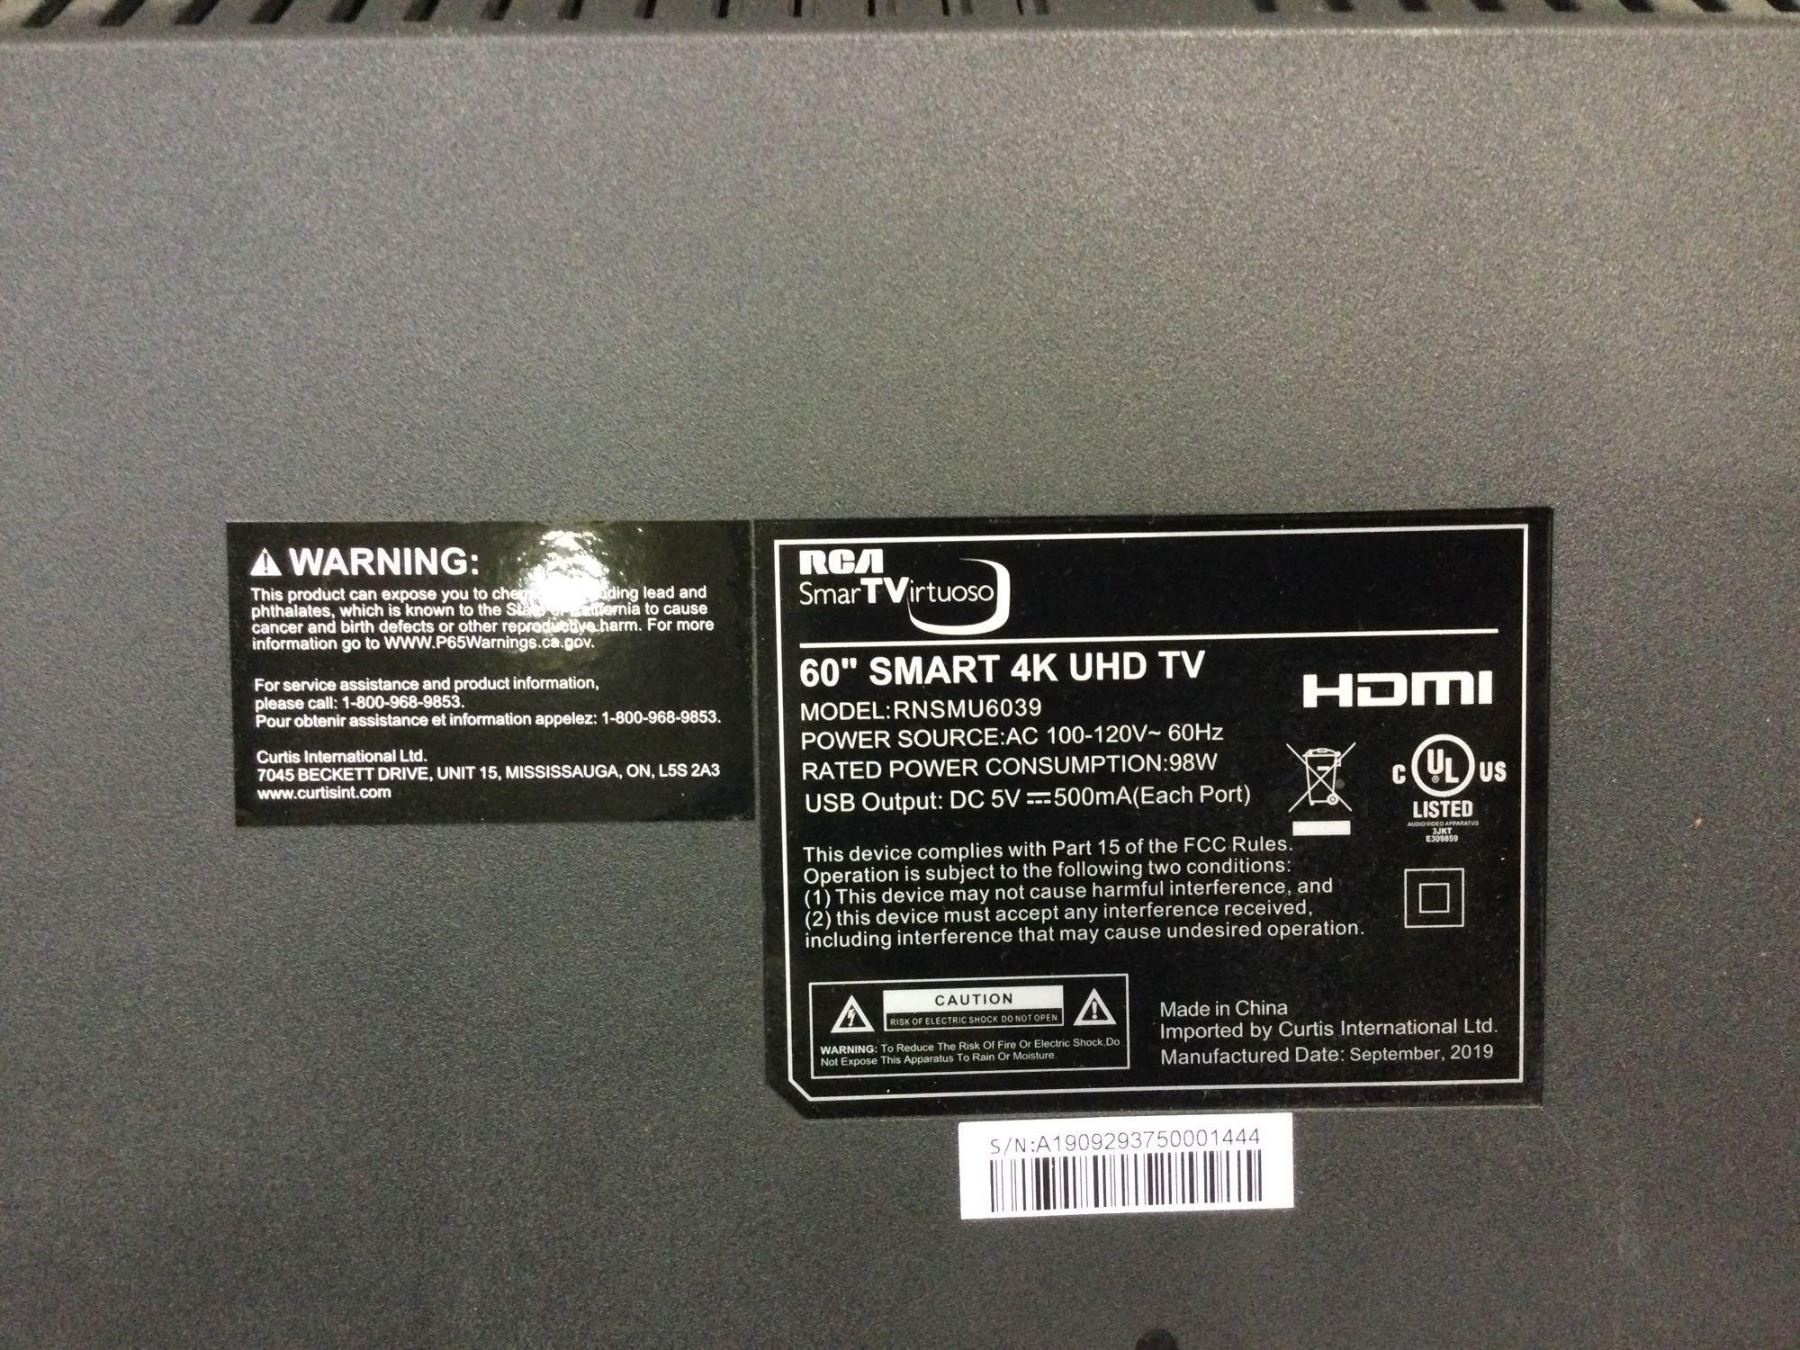 WARNING:
This product can expose you to lead and
phthalates, which is known to the State of California to cause
cancer and birth defects or other reproductive harm. For more
information go to WWW.P65Warnings.ca.gov.
For service assistance and product information,
please call: 1-800-968-9853.
Pour obtenir assistance et information appelez: 1-800-968-9853.
Curtis International Ltd.
7045 BECKETT DRIVE, UNIT 15, MISSISSAUGA, ON, L5S 2A3
www.curtisint.com
RCA
SmarTVirtuoso
60" SMART 4K UHD TV
HDMI
MODEL:RNSMU6039
POWER SOURCE:AC 100-120V~ 60Hz
RATED POWER CONSUMPTION:98W
USB Output: DC 5V ⎓500mA(Each Port)
C UL US
LISTED
AUDIO/VIDEO APPARATUS
3JKT
E309859
This device complies with Part 15 of the FCC Rules.
Operation is subject to the following two conditions:
(1) This device may not cause harmful interference, and
(2) this device must accept any interference received,
including interference that may cause undesired operation.
CAUTION
RISK OF ELECTRIC SHOCK DO NOT OPEN
WARNING: To Reduce The Risk Of Fire Or Electric Shock,Do
Not Expose This Apparatus To Rain Or Moisture.
Made in China
Imported by Curtis International Ltd.
Manufactured Date: September, 2019
S/N:A1909293750001444